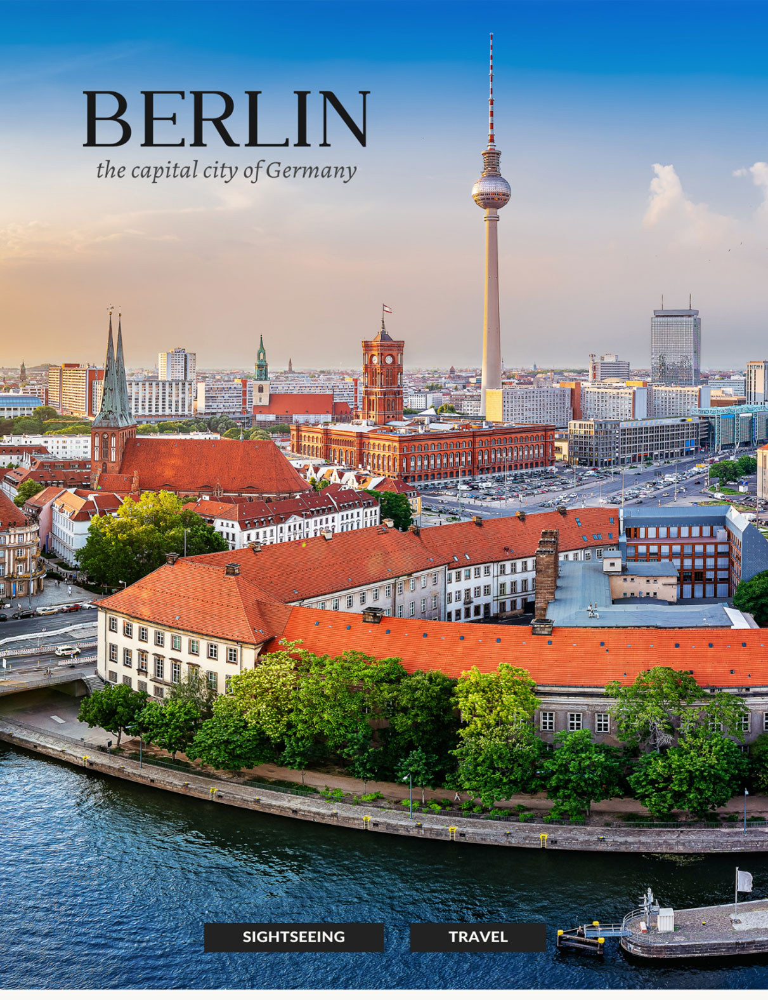 BERLIN
the capital city of Germany
SIGHTSEEING
TRAVEL